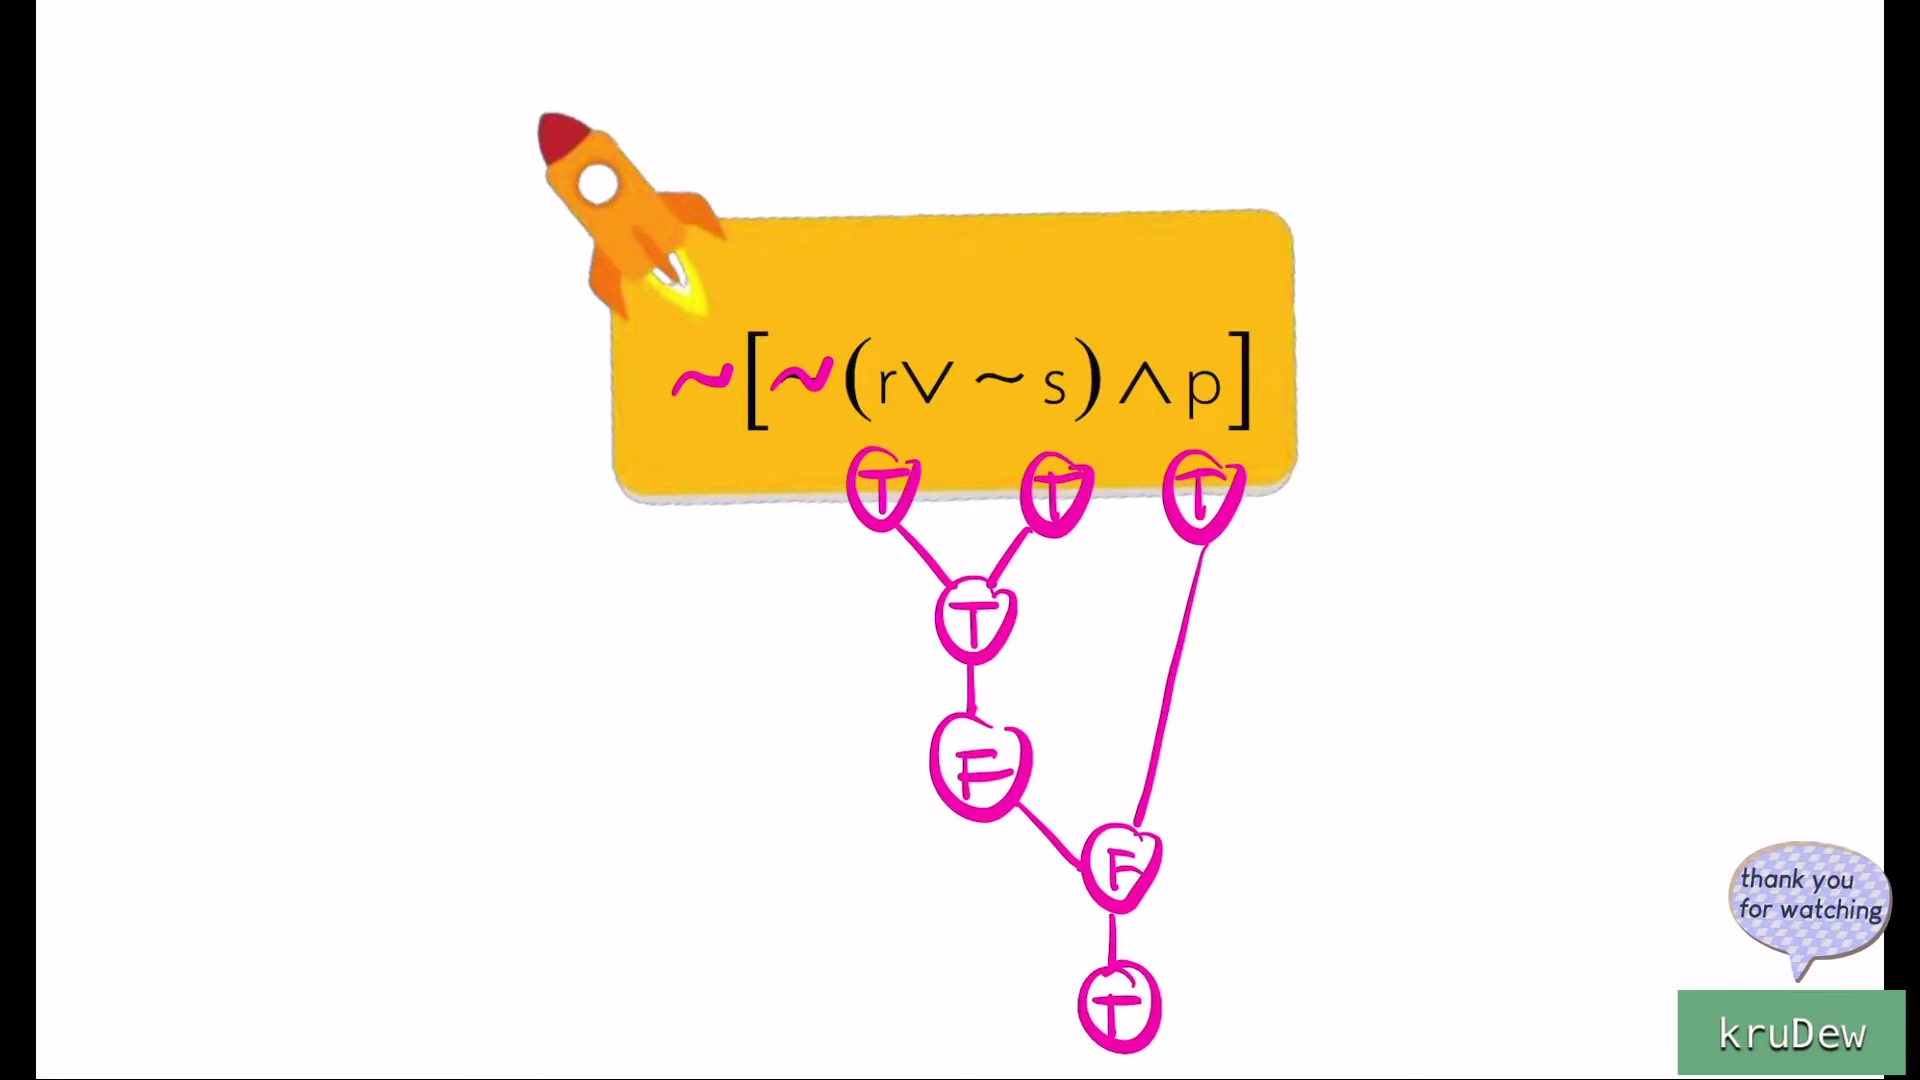 ~[~(r∨ ~ s)∧p]
T T T
T
F
F
T
thank you
for watching
kruDew